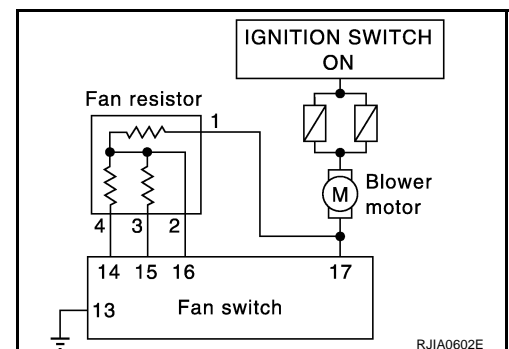 IGNITION SWITCH
ON
Fan resistor
1
M
Blower
motor
4 3 2
14 15 16 17
13 Fan switch
RJIA0602E